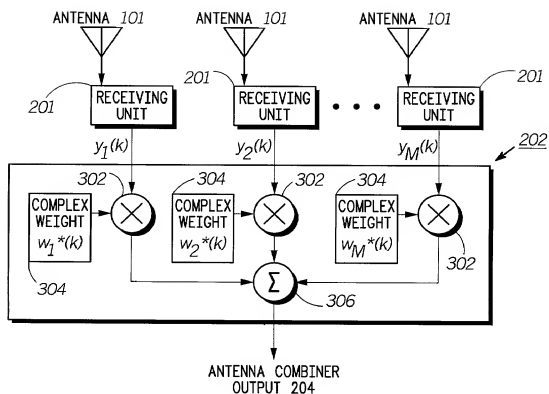 ANTENNA 101 ANTENNA 101 ANTENNA 101
201 RECEIVING UNIT 201 RECEIVING UNIT • • • RECEIVING UNIT 201
y1(k) y2(k) yM(k)
202
302 304 302 304
COMPLEX WEIGHT w1*(k) COMPLEX WEIGHT w2*(k) COMPLEX WEIGHT wM*(k)
302
304
Σ
306
ANTENNA COMBINER
OUTPUT 204